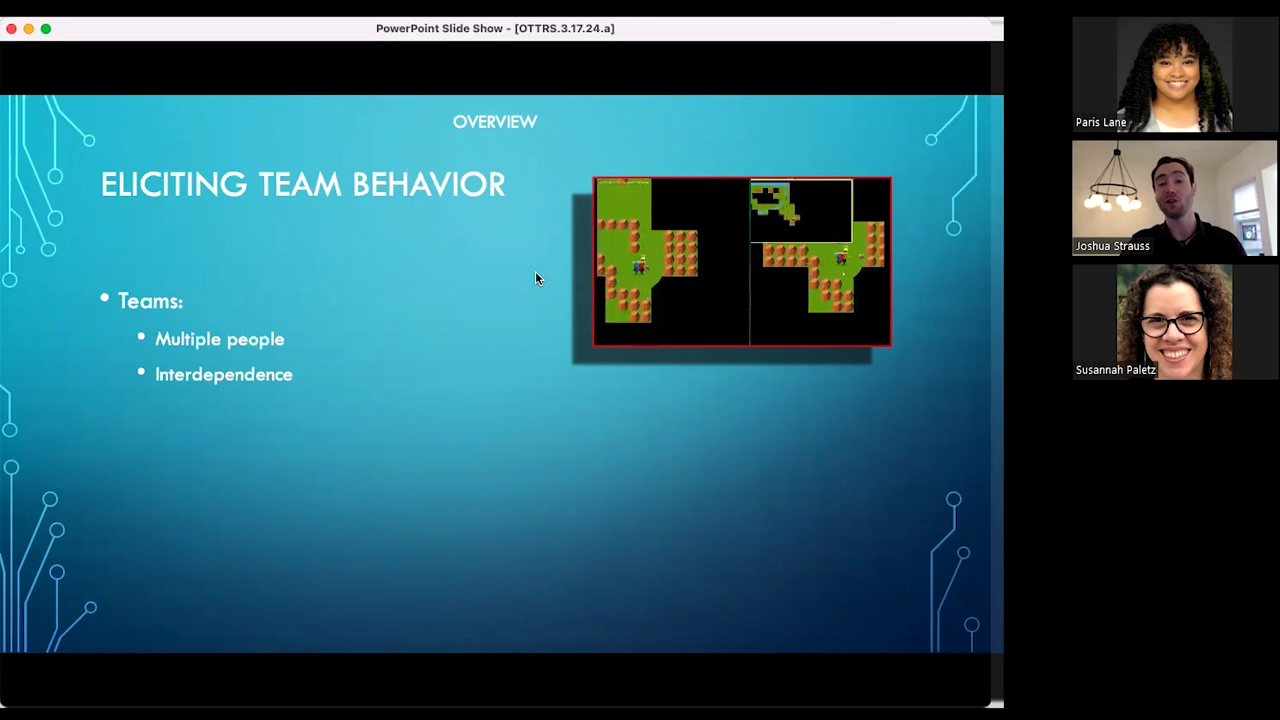 PowerPoint Slide Show - [OTTRS.3.17.24.a]
OVERVIEW
ELICITING TEAM BEHAVIOR
Teams:
Multiple people
Interdependence
Paris Lane
Joshua Strauss
Susannah Paletz